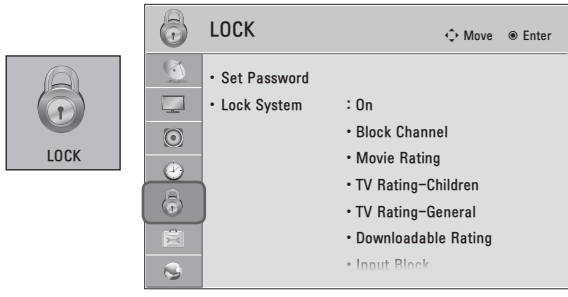 LOCK
LOCK
Move
Enter
• Set Password
• Lock System : On
• Block Channel
• Movie Rating
• TV Rating-Children
• TV Rating-General
• Downloadable Rating
• Input Block